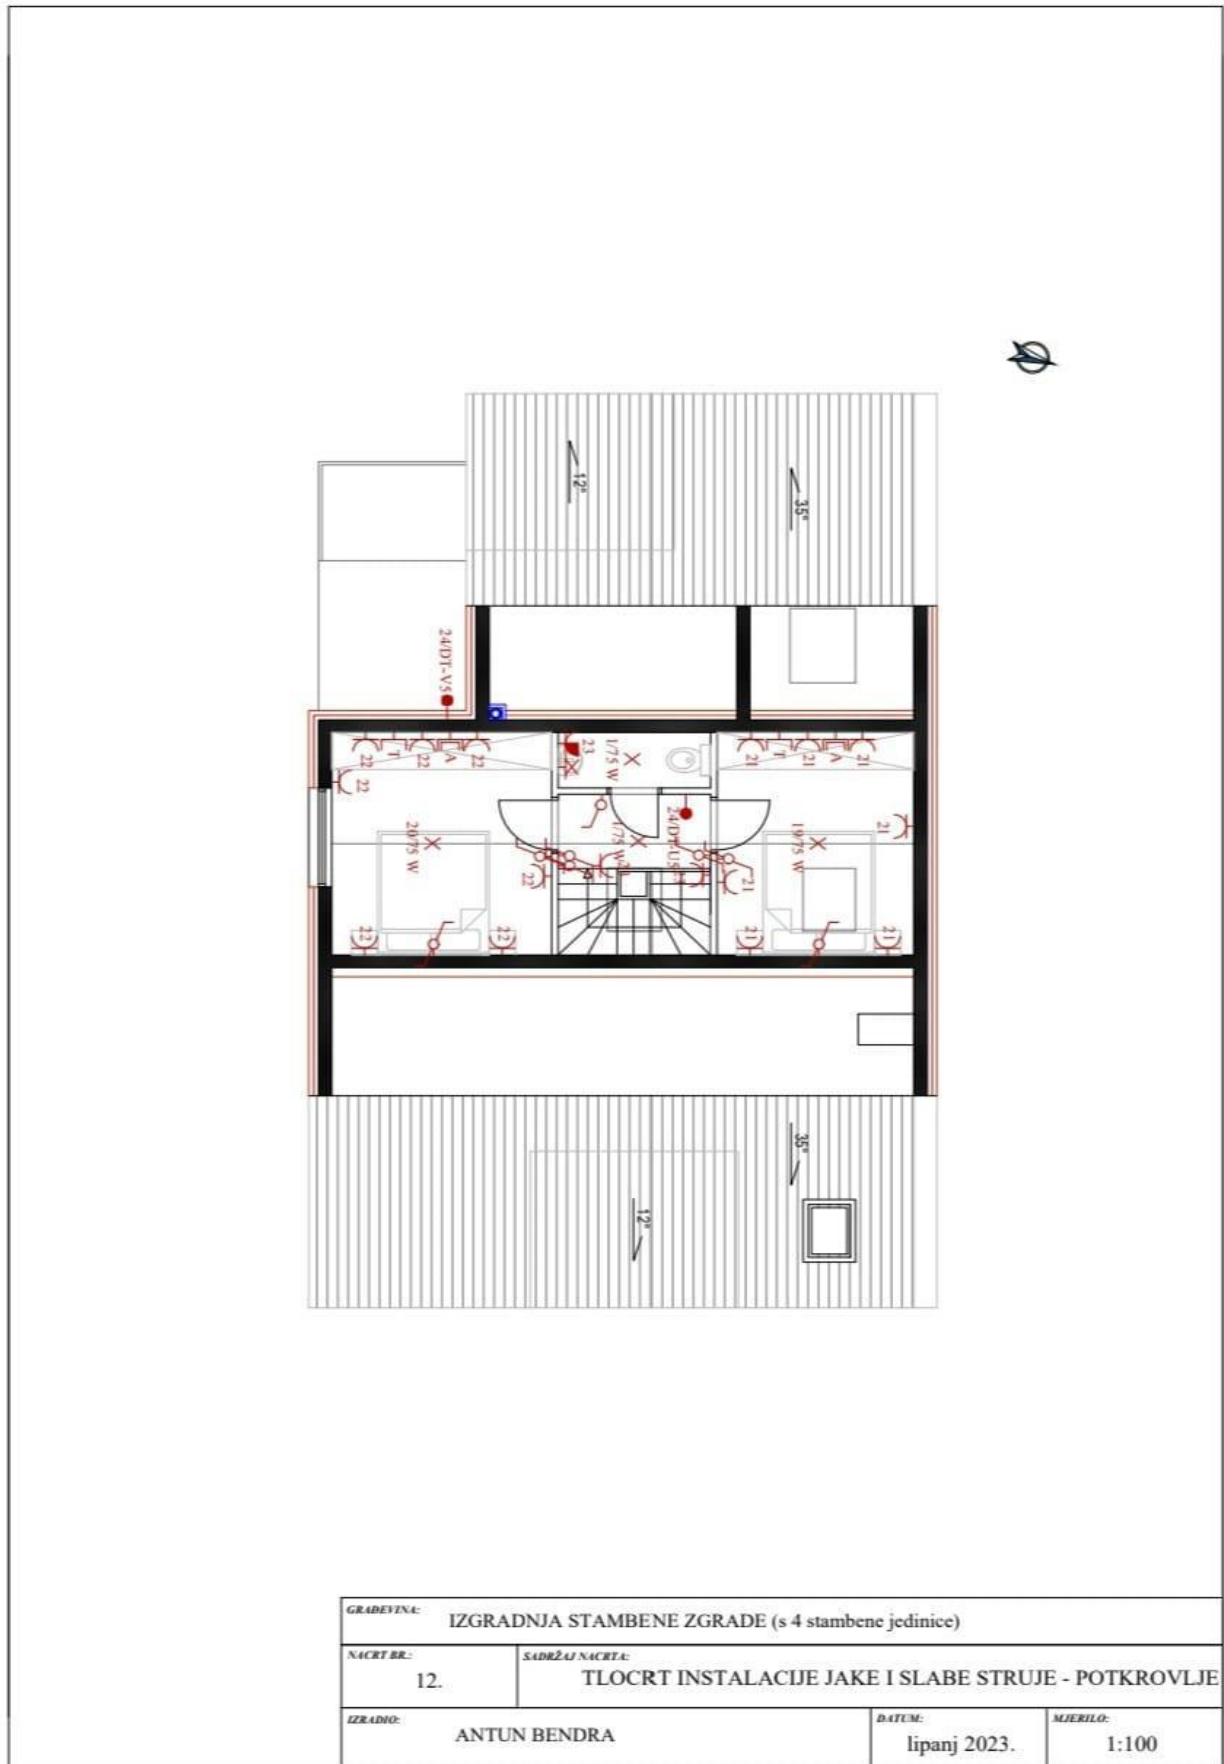 12°
35°
24/DT-V5
22
T
22
A
22
23
1/75 W
21
T
21
A
21
22
20/75 W
1/75 W
24/DT-U5
19/75 W
21
22
21
22
22
21
21
35°
12°
GRAĐEVINA:
IZGRADNJA STAMBENE ZGRADE (s 4 stambene jedinice)
NACRT BR.:
12.
SADRŽAJ NACRTA:
TLOCRT INSTALACIJE JAKE I SLABE STRUJE - POTKROVLJE
IZRADIO:
ANTUN BENDRA
DATUM:
lipanj 2023.
MJERILO:
1:100